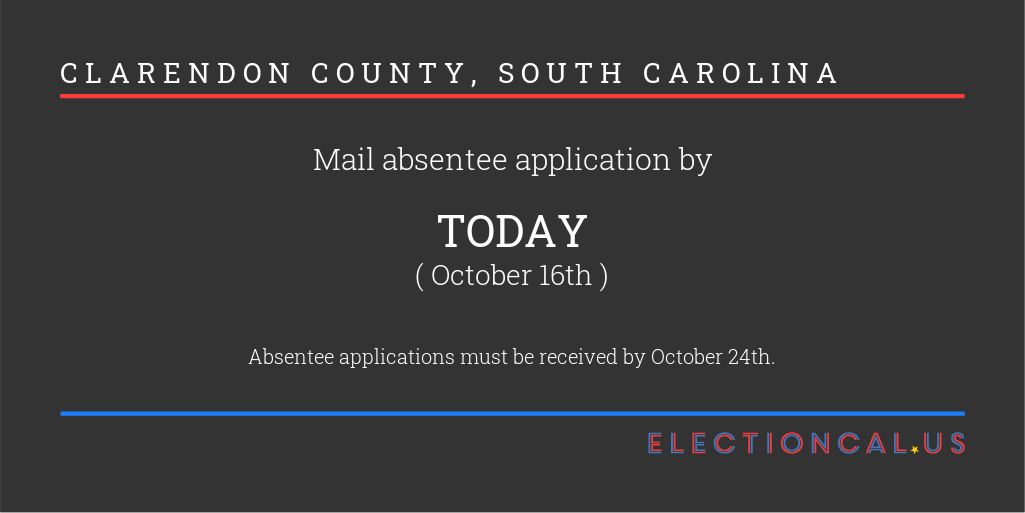 CLARENDON COUNTY, SOUTH CAROLINA
Mail absentee application by
TODAY
( October 16th )
Absentee applications must be received by October 24th.
ELECTIONCAL.US